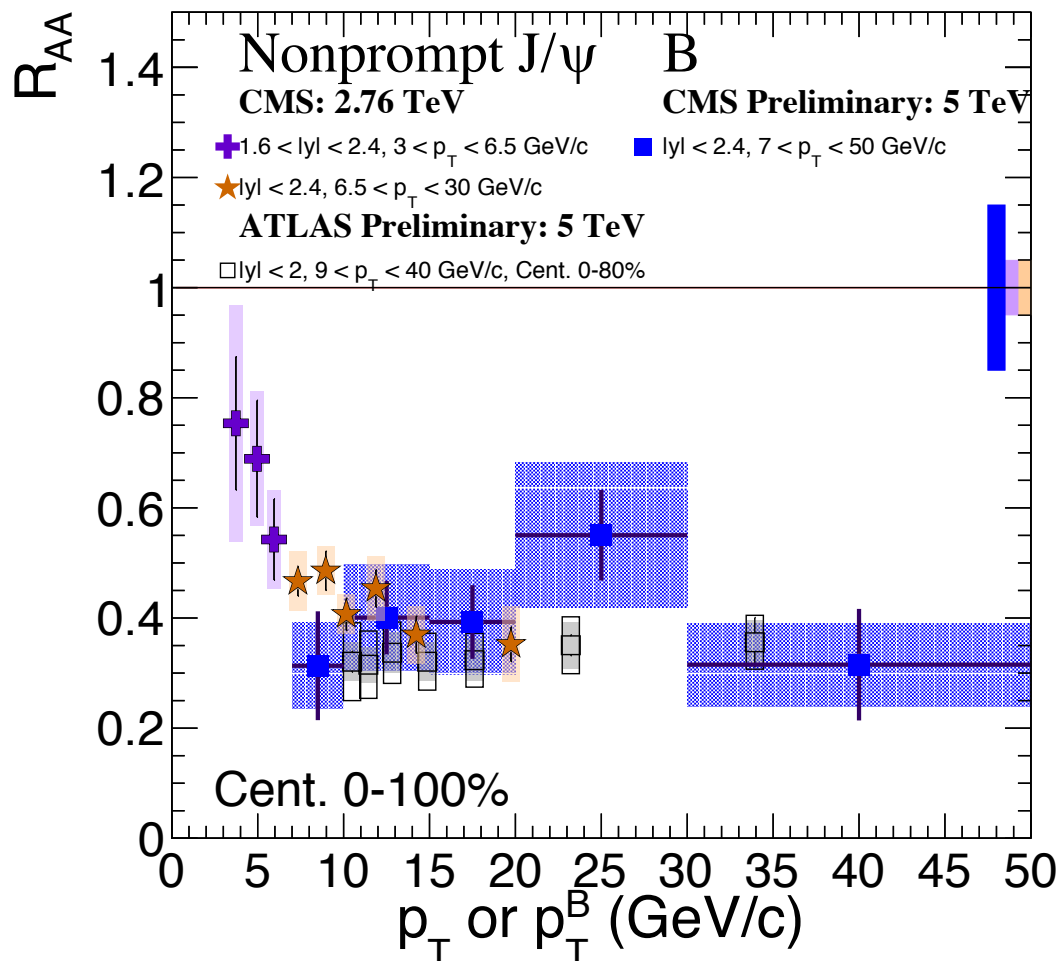 R_AA
Nonprompt J/ψ B
CMS: 2.76 TeV CMS Preliminary: 5 TeV
1.6 < |y| < 2.4, 3 < p_T < 6.5 GeV/c |y| < 2.4, 7 < p_T < 50 GeV/c
|y| < 2.4, 6.5 < p_T < 30 GeV/c
ATLAS Preliminary: 5 TeV
|y| < 2, 9 < p_T < 40 GeV/c, Cent. 0-80%
1.4
1.2
1
0.8
0.6
0.4
0.2
0
Cent. 0-100%
0 5 10 15 20 25 30 35 40 45 50
p_T or p_T^B (GeV/c)